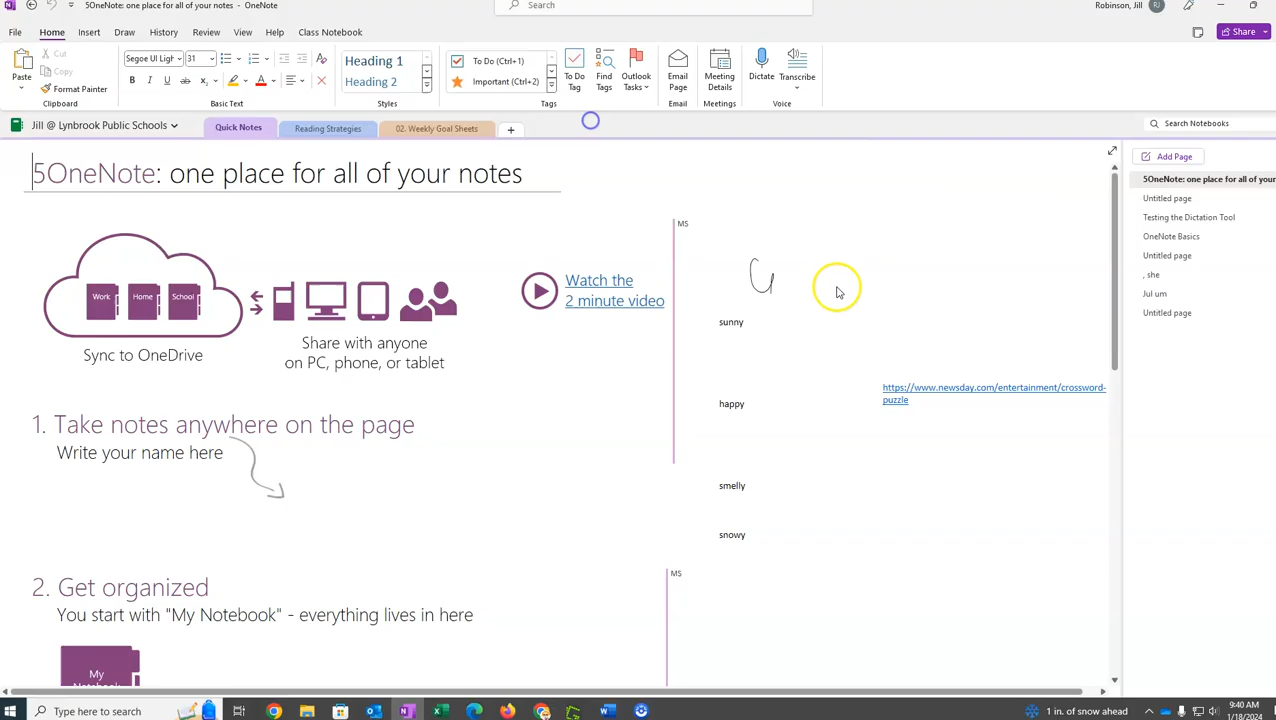 5OneNote: one place for all of your notes - OneNote
Search
Robinson, Jill
RJ
File Home Insert Draw History Review View Help Class Notebook
Share
Paste
Cut
Copy
Format Painter
Clipboard
Segoe UI Ligh 31
Basic Text
Heading 1
Heading 2
Styles
To Do (Ctrl+1)
Important (Ctrl+2)
Tags
To Do
Tag
Find
Tags
Outlook
Tasks
Email
Page
Email
Meeting
Details
Meetings
Dictate
Transcribe
Voice
Jill @ Lynbrook Public Schools
Quick Notes
Reading Strategies
02. Weekly Goal Sheets
Search Notebooks
5OneNote: one place for all of your notes
Add Page
5OneNote: one place for all of your
Untitled page
Testing the Dictation Tool
OneNote Basics
Untitled page
, she
Jul um
Untitled page
Work
Home
School
Sync to OneDrive
Share with anyone
on PC, phone, or tablet
Watch the
2 minute video
MS
sunny
https://www.newsday.com/entertainment/crossword-
puzzle
happy
smelly
snowy
1. Take notes anywhere on the page
Write your name here
2. Get organized
You start with "My Notebook" - everything lives in here
My
Notebook
MS
Type here to search
1 in. of snow ahead
9:40 AM
1/18/2024